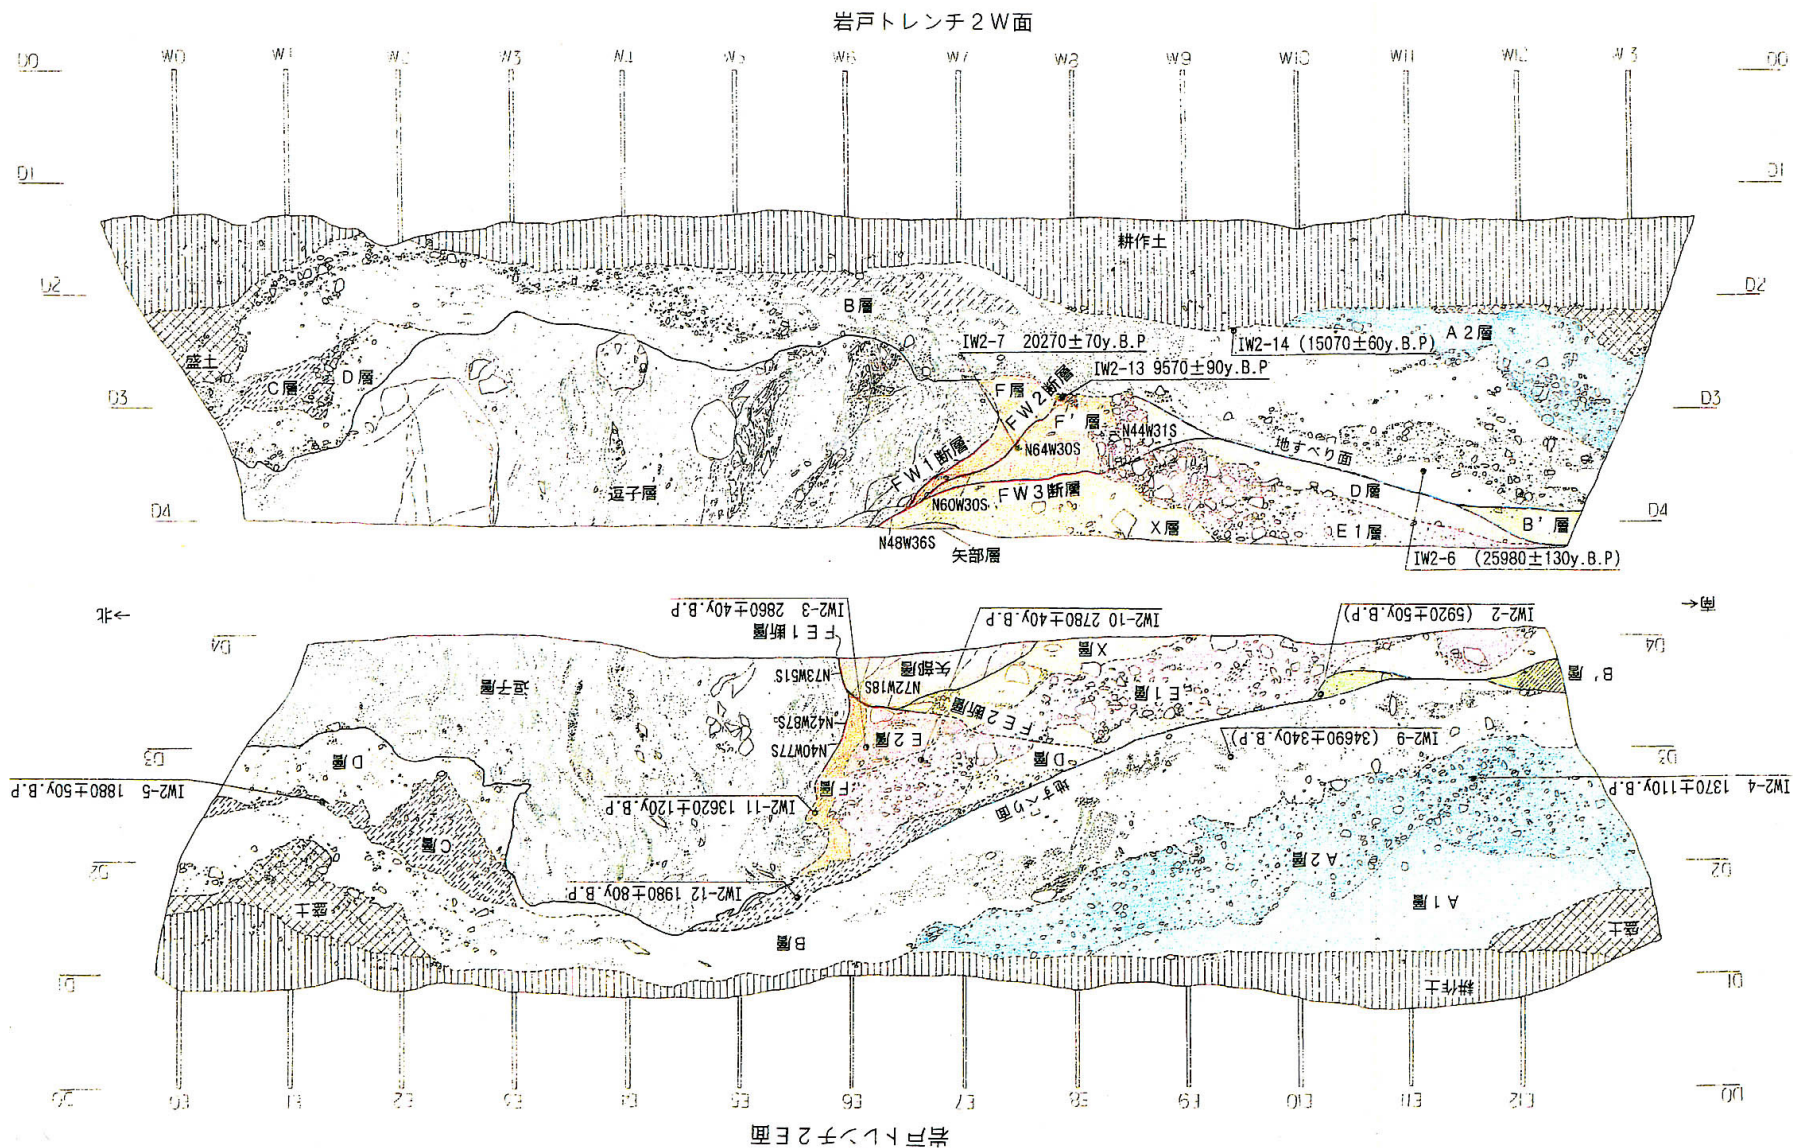 岩戸トレンチ2W面
W0 W1 W2 W3 W4 W5 W6 W7 W8 W9 W10 W11 W12 W13
D0 D0
D1 D1
D2 D2
D3 D3
D4 D4
耕作土
盛土
C層
D層
B層
A2層
IW2-7 20270±70y.B.P
IW2-14 (15070±60y.B.P)
IW2-13 9570±90y.B.P
F層
FW2断層
F'層
N44W31S
FW1断層
N64W30S
地すべり面
逗子層
FW3断層
N60W30S
D層
X層
E1層
B'層
N48W36S
矢部層
IW2-6 (25980±130y.B.P)
→北
南←
IW2-3 2860±40y.B.P
IW2-10 2780±40y.B.P
IW2-2 (5920±50y.B.P)
FE1断層
D4 D4
逗子層
N73W51S
矢部層
N72W18S
X層
E1層
B'層
N42W87S
E2層
FE2断層
N40W77S
D層
IW2-9 (34690±340y.B.P)
D3 D3
D層
IW2-5 1880±50y.B.P
F層
IW2-11 13620±120y.B.P
地すべり面
IW2-4 1370±110y.B.P
C層
A2層
D2 D2
IW2-12 1980±80y.B.P
盛土
B層
A1層
盛土
D1 D1
耕作土
E0 E1 E2 E3 E4 E5 E6 E7 E8 E9 E10 E11 E12
D0 D0
岩戸トレンチ2E面